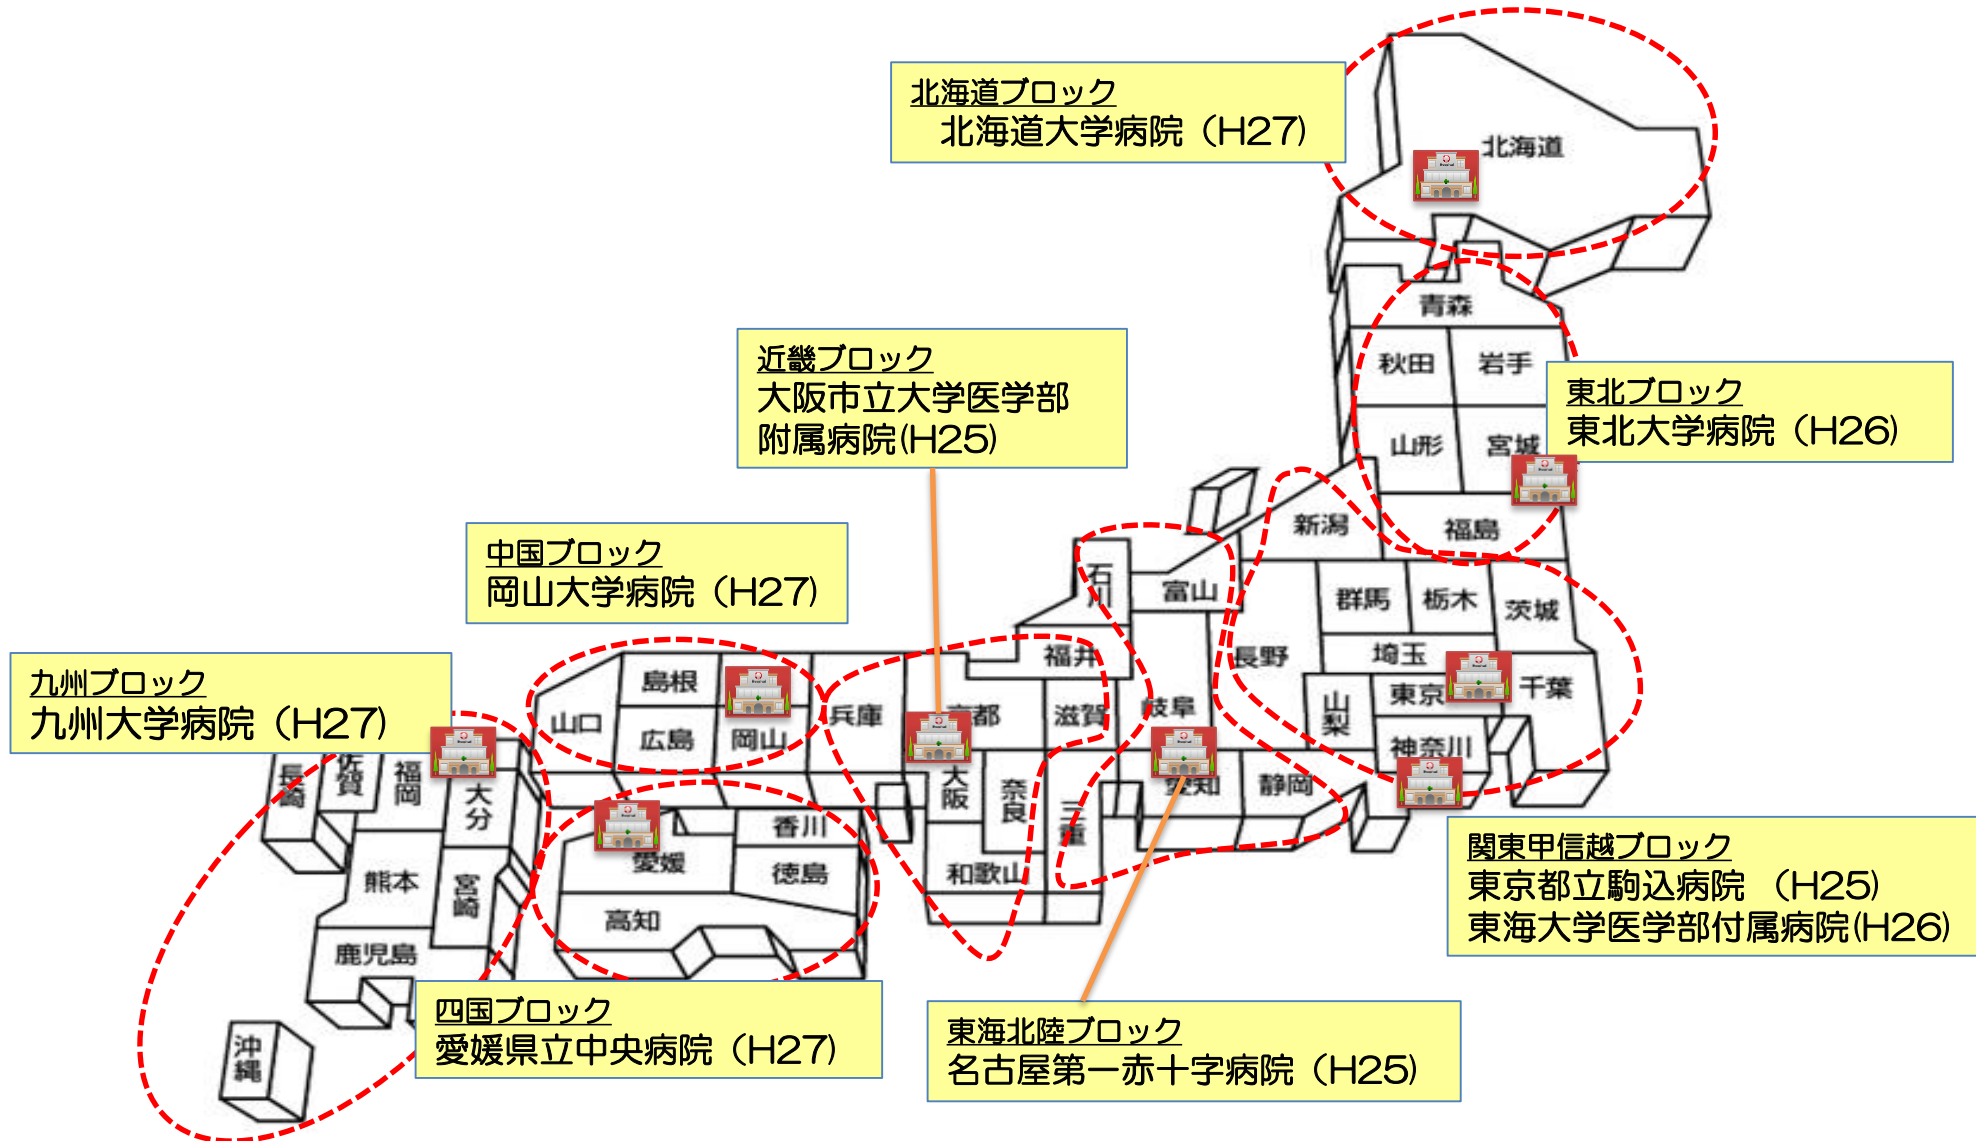 北海道ブロック
北海道大学病院（H27）
北海道
青森
秋田
岩手
山形
宮城
福島
東北ブロック
東北大学病院（H26）
近畿ブロック
大阪市立大学医学部
附属病院(H25)
中国ブロック
岡山大学病院（H27）
九州ブロック
九州大学病院（H27）
新潟
群馬
栃木
茨城
埼玉
千葉
東京
神奈川
山梨
長野
石川
富山
福井
岐阜
静岡
愛知
三重
滋賀
京都
兵庫
大阪
奈良
和歌山
島根
山口
広島
岡山
香川
愛媛
徳島
高知
長崎
佐賀
福岡
大分
熊本
宮崎
鹿児島
沖縄
四国ブロック
愛媛県立中央病院（H27）
東海北陸ブロック
名古屋第一赤十字病院（H25）
関東甲信越ブロック
東京都立駒込病院　（H25）
東海大学医学部付属病院(H26)